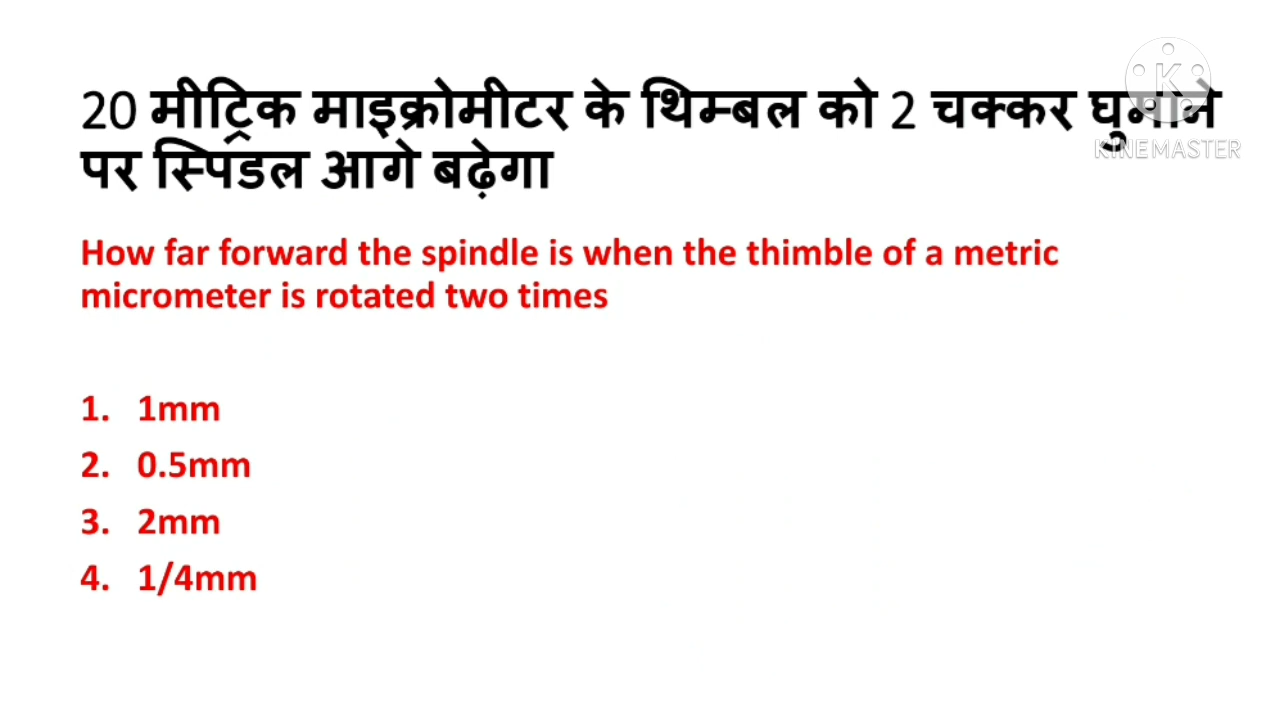 20 मीट्रिक माइक्रोमीटर के थिम्बल को 2 चक्कर घुमाने
पर स्पिंडल आगे बढ़ेगा
KINEMASTER
How far forward the spindle is when the thimble of a metric
micrometer is rotated two times
1. 1mm
2. 0.5mm
3. 2mm
4. 1/4mm